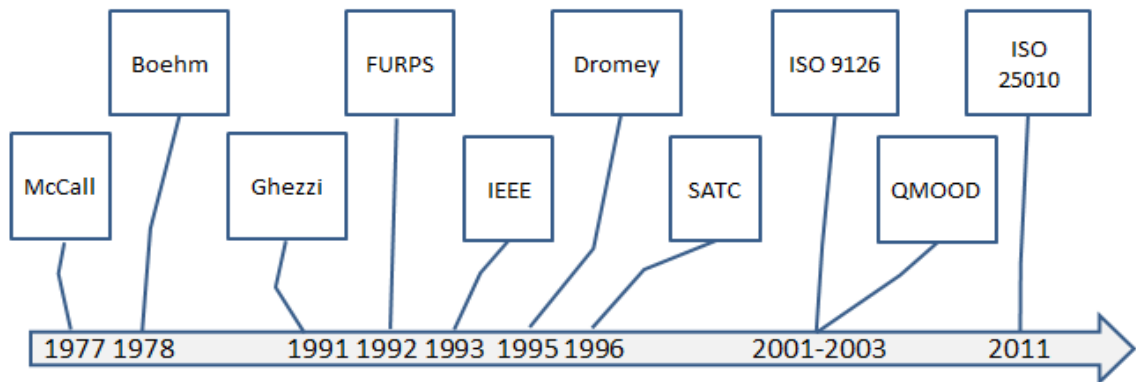 Boehm
FURPS
Dromey
ISO 9126
ISO
25010
McCall
Ghezzi
IEEE
SATC
QMOOD
1977 1978 1991 1992 1993 1995 1996 2001-2003 2011